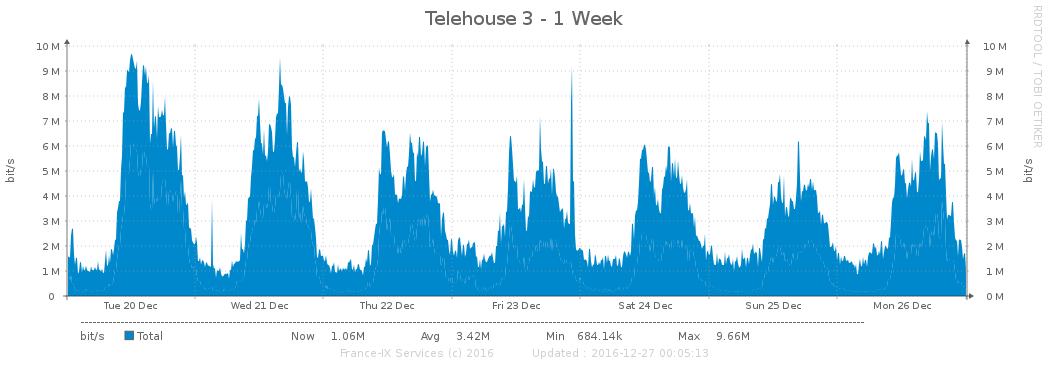 Telehouse 3 - 1 Week
RRDTOOL / TOBI OETIKER
bit/s
10 M 10 M
9 M 9 M
8 M 8 M
7 M 7 M
6 M 6 M
5 M 5 M
4 M 4 M
3 M 3 M
2 M 2 M
1 M 1 M
0 0 M
bit/s
Tue 20 Dec Wed 21 Dec Thu 22 Dec Fri 23 Dec Sat 24 Dec Sun 25 Dec Mon 26 Dec
bit/s Total Now 1.06M Avg 3.42M Min 684.14k Max 9.66M
France-IX Services (c) 2016 Updated : 2016-12-27 00:05:13